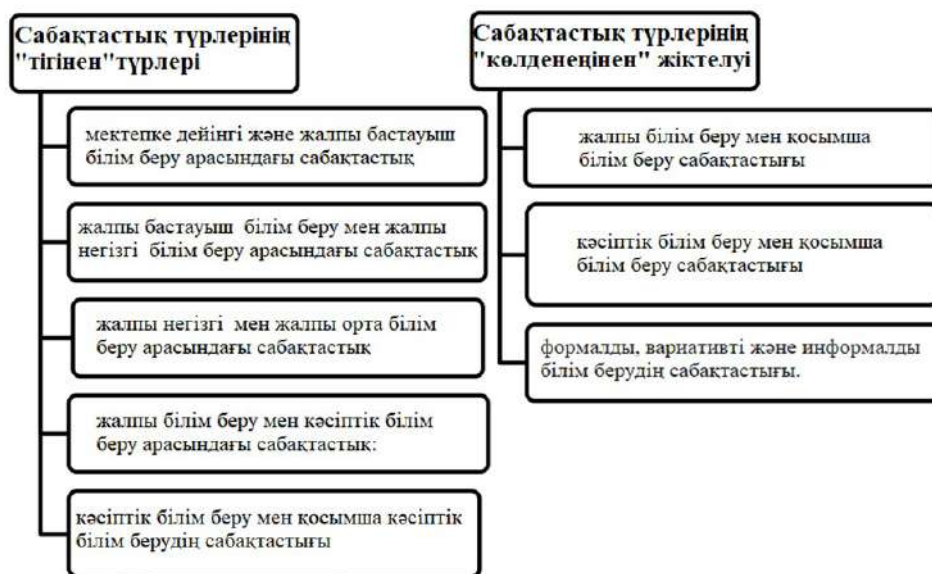 Сабақтастық түрлерінің
"тігінен"түрлері
мектепке дейінгі және жалпы бастауыш
білім беру арасындағы сабақтастық
жалпы бастауыш білім беру мен жалпы
негізгі білім беру арасындағы сабақтастық
жалпы негізгі мен жалпы орта білім
беру арасындағы сабақтастық
жалпы білім беру мен кәсіптік білім
беру арасындағы сабақтастық:
кәсіптік білім беру мен қосымша кәсіптік
білім берудің сабақтастығы
Сабақтастық түрлерінің
"көлденеңінен" жіктелуі
жалпы білім беру мен қосымша
білім беру сабақтастығы
кәсіптік білім беру мен қосымша
білім беру сабақтастығы
формалды, вариативті және информалды
білім берудің сабақтастығы.